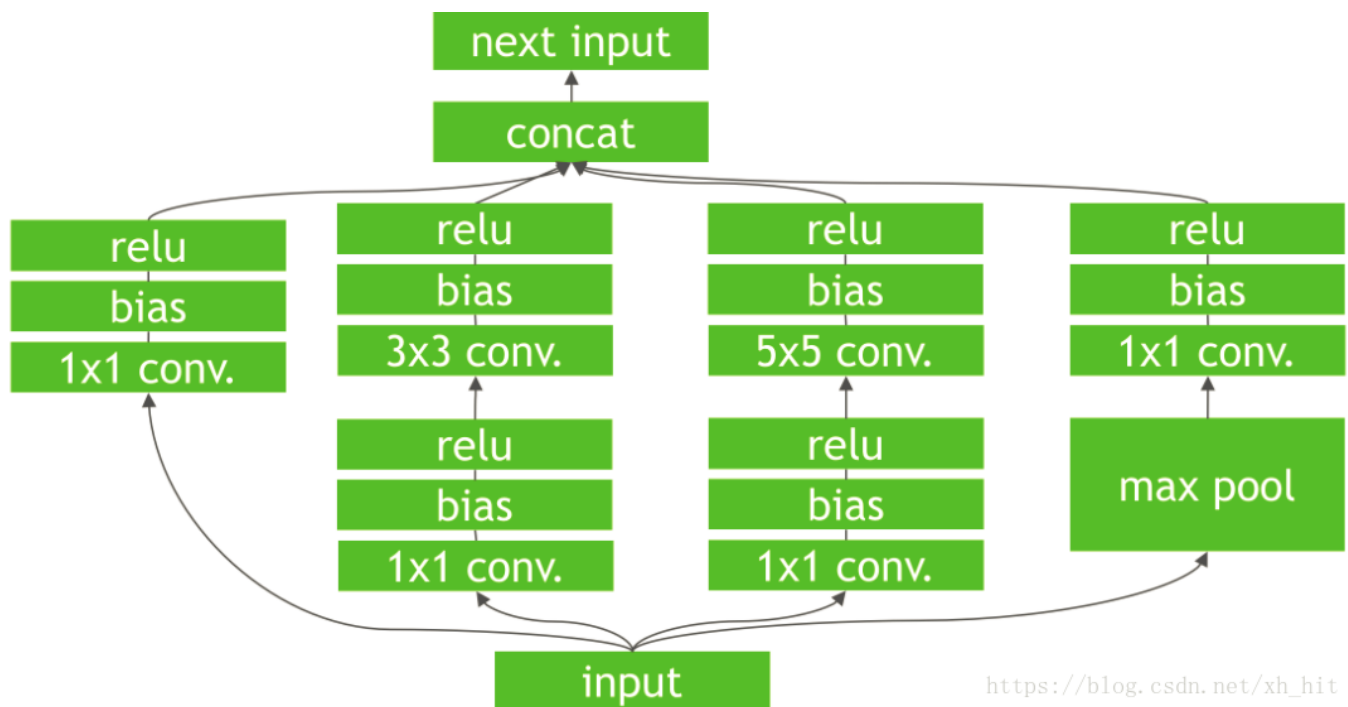 next input
concat
relu
bias
1x1 conv.
relu
bias
3x3 conv.
relu
bias
1x1 conv.
relu
bias
5x5 conv.
relu
bias
1x1 conv.
relu
bias
1x1 conv.
max pool
input
https://blog.csdn.net/xh_hit